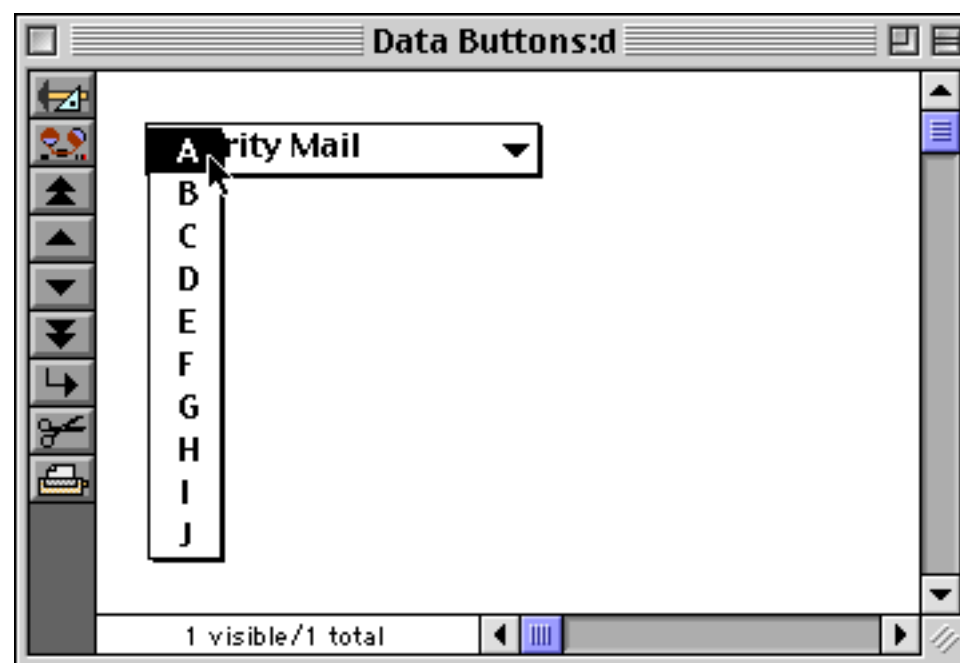 Data Buttons:d
rity Mail
A
B
C
D
E
F
G
H
I
J
1 visible/1 total